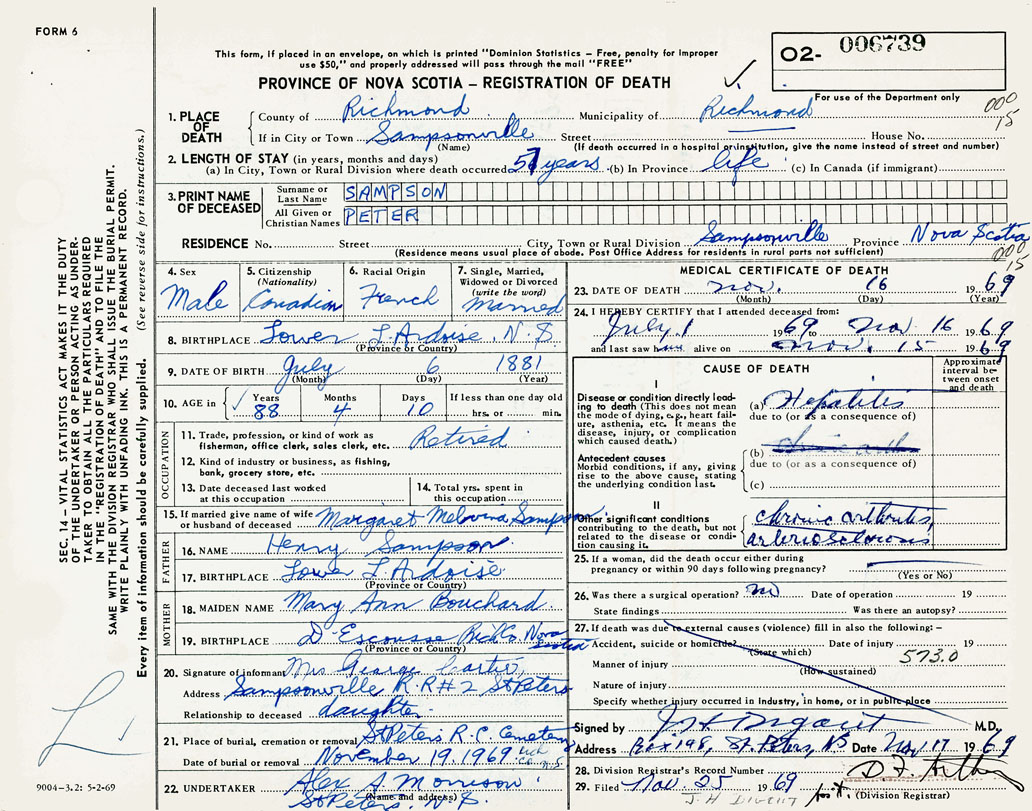 FORM 6
This form, if placed in an envelope, on which is printed "Dominion Statistics – Free, penalty for improper
use $50," and properly addressed will pass through the mail "FREE"
PROVINCE OF NOVA SCOTIA – REGISTRATION OF DEATH
02- 006739
For use of the Department only
000
15
SEC. 14 – VITAL STATISTICS ACT MAKES IT THE DUTY
OF THE UNDERTAKER OR PERSON ACTING AS UNDER-
TAKER TO OBTAIN ALL THE PARTICULARS REQUIRED
IN THE "REGISTRATION OF DEATH" AND TO FILE THE
SAME WITH THE DIVISION REGISTRAR WHO SHALL ISSUE THE BURIAL PERMIT.
WRITE PLAINLY WITH UNFADING INK. THIS IS A PERMANENT RECORD.
Every item of information should be carefully supplied. (See reverse side for instructions.)
1. PLACE OF DEATH
County of Richmond Municipality of Richmond
If in City or Town Sampsonville Street House No.
(Name) (If death occurred in a hospital or institution, give the name instead of street and number)
2. LENGTH OF STAY (in years, months and days)
(a) In City, Town or Rural Division where death occurred 57 years (b) In Province life (c) In Canada (if immigrant)
3. PRINT NAME OF DECEASED
Surname or Last Name SAMPSON
All Given or Christian Names PETER
RESIDENCE No. Street City, Town or Rural Division Sampsonville Province Nova Scotia
(Residence means usual place of abode. Post Office Address for residents in rural parts not sufficient)
000
15
4. Sex
Male
5. Citizenship
(Nationality)
Canadian
6. Racial Origin
French
7. Single, Married,
Widowed or Divorced
(write the word)
Married
8. BIRTHPLACE Lower L'Ardoise, N.S
(Province or Country)
9. DATE OF BIRTH July 6 1881
(Month) (Day) (Year)
10. AGE in Years 88 Months 4 Days 10 If less than one day old
hrs. or min.
OCCUPATION
11. Trade, profession, or kind of work as
fisherman, office clerk, sales clerk, etc. Retired
12. Kind of industry or business, as fishing,
bank, grocery store, etc.
13. Date deceased last worked
at this occupation
14. Total yrs. spent in
this occupation
15. If married give name of wife
or husband of deceased Margaret Melvina Sampson
FATHER
16. NAME Henry Sampson
17. BIRTHPLACE Lower L'Ardoise
(Province or Country)
MOTHER
18. MAIDEN NAME Mary Ann Bouchard
19. BIRTHPLACE D'Escousse Rich Co. Nova Scotia
(Province or Country)
20. Signature of informant Mrs George
Address Sampsonville R.R#2 St Peters
Relationship to deceased daughter
21. Place of burial, cremation or removal St Peters R.C. Cemetery
Date of burial or removal November 19, 1969
22. UNDERTAKER Alex A. Morrison
(Name and address)
St Peters, N.S.
9004-3.2: 5-2-69
MEDICAL CERTIFICATE OF DEATH
23. DATE OF DEATH Nov. 16 1969
(Month) (Day) (Year)
24. I HEREBY CERTIFY that I attended deceased from:
July 1 1969 to Nov 16 1969
and last saw him alive on Nov. 15 1969
CAUSE OF DEATH
Approximate
interval be-
tween onset
and death
I
Disease or condition directly lead-
ing to death (This does not mean
the mode of dying, e.g., heart fail-
ure, asthenia, etc. It means the
disease, injury, or complication
which caused death.)
(a) Hepatitis
due to (or as a consequence of)
Antecedent causes
Morbid conditions, if any, giving
rise to the above cause, stating
the underlying condition last.
(b)
due to (or as a consequence of)
(c)
II
Other significant conditions
contributing to the death, but not
related to the disease or condi-
tion causing it.
chronic arthritis,
arteriosclerosis
25. If a woman, did the death occur either during
pregnancy or within 90 days following pregnancy?
(Yes or No)
26. Was there a surgical operation? no Date of operation 19
State findings Was there an autopsy?
27. If death was due to external causes (violence) fill in also the following:–
Accident, suicide or homicide? Date of injury 19
(State which) 573.0
Manner of injury
(How sustained)
Nature of injury
Specify whether injury occurred in Industry, in home, or in public place
Signed by M.D.
Address Box 198, St. Peters, NS Date Nov. 17 1969
28. Division Registrar's Record Number
29. Filed Nov. 25 1969
(Division Registrar)